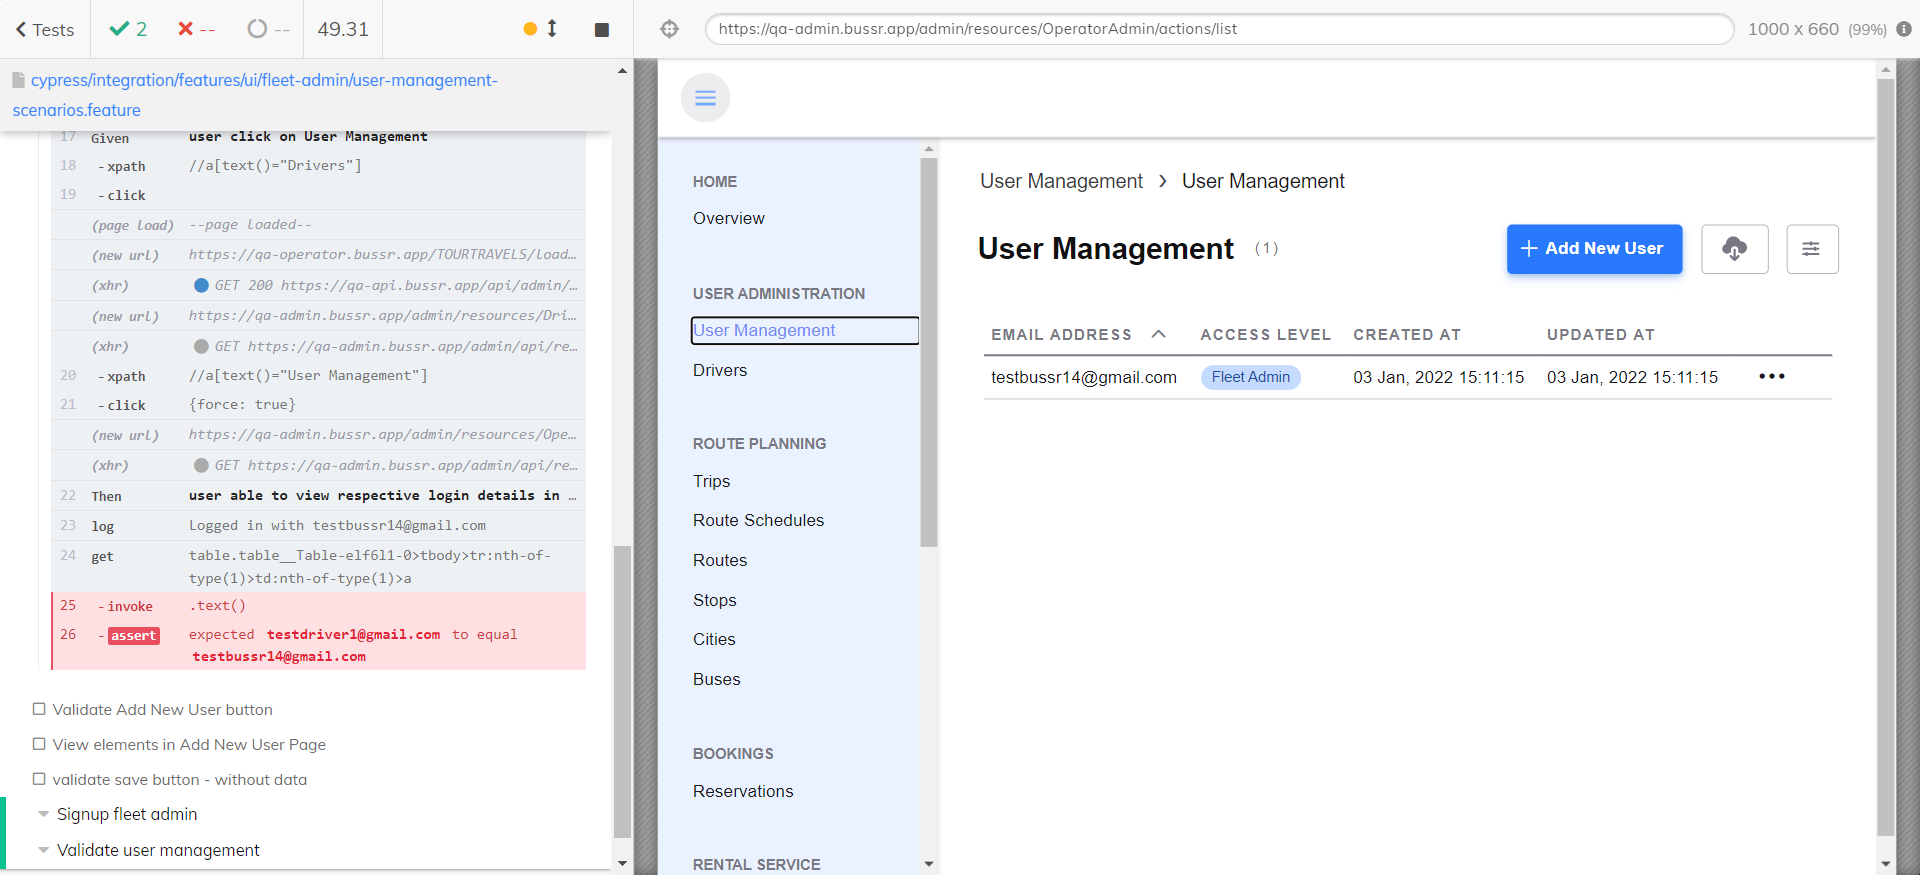 Tests
2
--
--
49.31
https://qa-admin.bussr.app/admin/resources/OperatorAdmin/actions/list
1000 x 660 (99%)
cypress/integration/features/ui/fleet-admin/user-management-
scenarios.feature
17 Given user click on User Management
18 -xpath //a[text()="Drivers"]
19 -click
(page load) --page loaded--
(new url) https://qa-operator.bussr.app/TOURTRAVELS/load…
(xhr) GET 200 https://qa-api.bussr.app/api/admin/…
(new url) https://qa-admin.bussr.app/admin/resources/Dri…
(xhr) GET https://qa-admin.bussr.app/admin/api/re…
20 -xpath //a[text()="User Management"]
21 -click {force: true}
(new url) https://qa-admin.bussr.app/admin/resources/Ope…
(xhr) GET https://qa-admin.bussr.app/admin/api/re…
22 Then user able to view respective login details in …
23 log Logged in with testbussr14@gmail.com
24 get table.table__Table-elf6l1-0>tbody>tr:nth-of-
type(1)>td:nth-of-type(1)>a
25 -invoke .text()
26 -assert expected testdriver1@gmail.com to equal
testbussr14@gmail.com
Validate Add New User button
View elements in Add New User Page
validate save button - without data
Signup fleet admin
Validate user management
HOME
Overview
USER ADMINISTRATION
User Management
Drivers
ROUTE PLANNING
Trips
Route Schedules
Routes
Stops
Cities
Buses
BOOKINGS
Reservations
RENTAL SERVICE
User Management > User Management
User Management (1)
+ Add New User
EMAIL ADDRESS ACCESS LEVEL CREATED AT UPDATED AT
testbussr14@gmail.com Fleet Admin 03 Jan, 2022 15:11:15 03 Jan, 2022 15:11:15